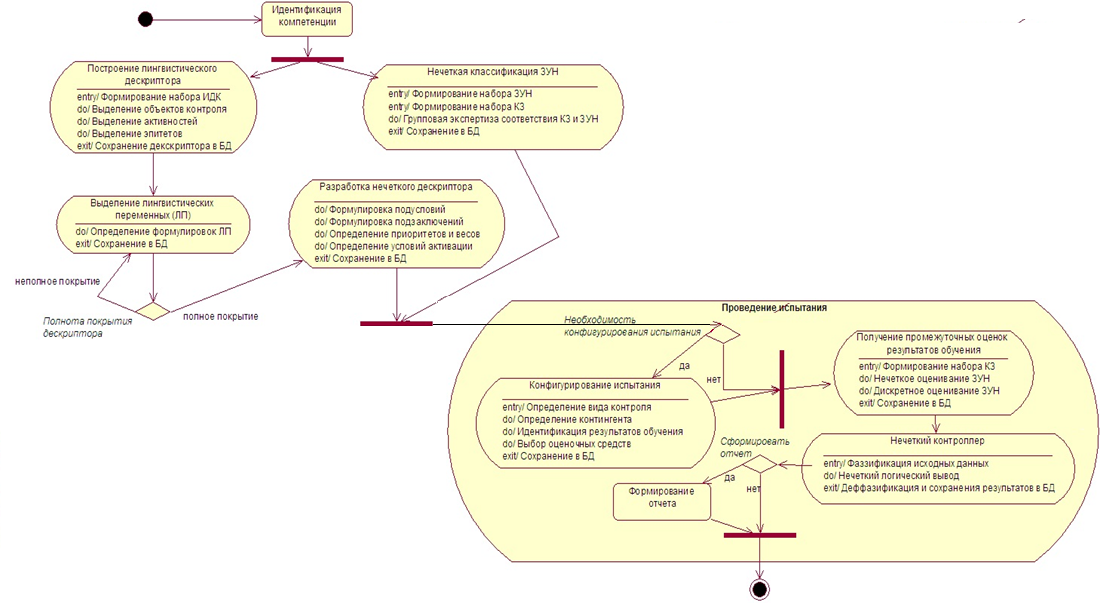 Идентификация
компетенции
Построение лингвистического
дескриптора
entry/ Формирование набора ИДК
do/ Выделение объектов контроля
do/ Выделение активностей
do/ Выделение эпитетов
exit/ Сохранение декскриптора в БД
Нечеткая классификация ЗУН
entry/ Формирование набора ЗУН
entry/ Формирование набора КЗ
do/ Групповая экспертиза соответствия КЗ и ЗУН
exit/ Сохранение в БД
Выделение лингвистических
переменных (ЛП)
do/ Определение формулировок ЛП
exit/ Сохранение в БД
Разработка нечеткого дескриптора
do/ Формулировка подусловий
do/ Формулировка подзаключений
do/ Определение приоритетов и весов
do/ Определение условий активации
exit/ Сохранение в БД
неполное покрытие
полное покрытие
Полнота покрытия
дескриптора
Проведение испытания
Необходимость
конфигурирования испытания
да
нет
Конфигурирование испытания
entry/ Определение вида контроля
do/ Определение контингента
do/ Идентификация результатов обучения
do/ Выбор оценочных средств
exit/ Сохранение в БД
Получение промежуточных оценок
результатов обучения
entry/ Формирование набора КЗ
do/ Нечеткое оценивание ЗУН
do/ Дискретное оценивание ЗУН
exit/ Сохранение в БД
Нечеткий контроллер
entry/ Фаззификация исходных данных
do/ Нечеткий логический вывод
exit/ Деффазификация и сохранения результатов в БД
Сформировать
отчет
да
нет
Формирование
отчета